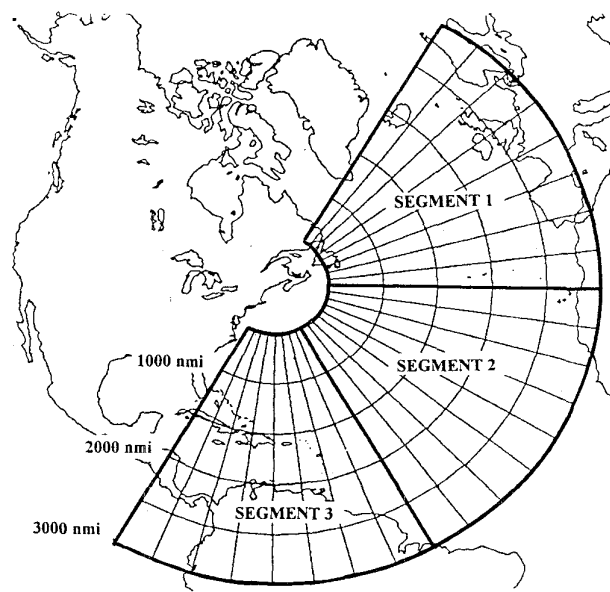 SEGMENT 1
1000 nmi
SEGMENT 2
2000 nmi
SEGMENT 3
3000 nmi